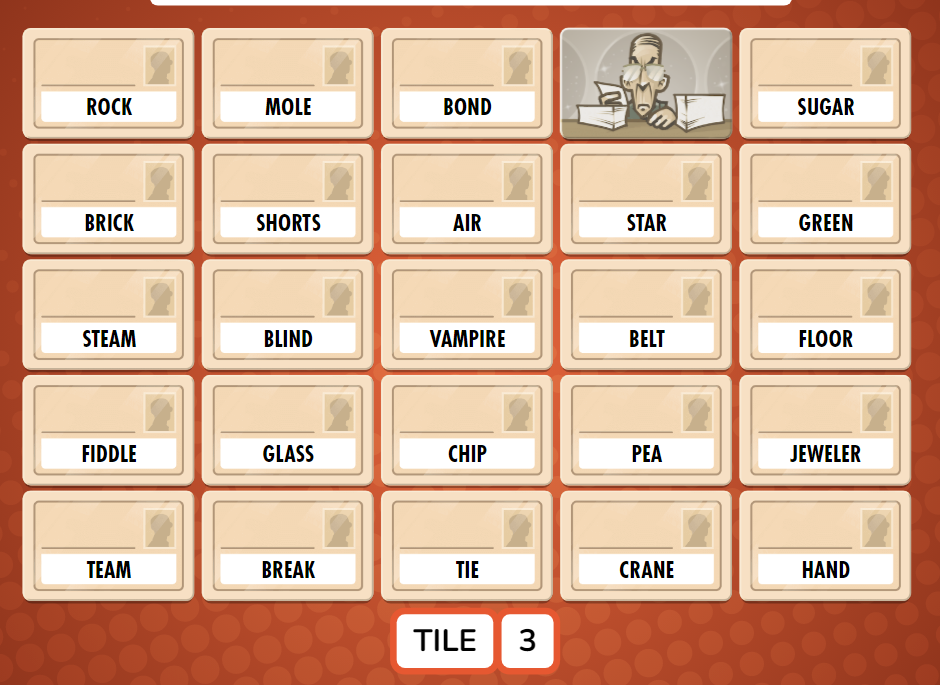 ROCK MOLE BOND SUGAR
BRICK SHORTS AIR STAR GREEN
STEAM BLIND VAMPIRE BELT FLOOR
FIDDLE GLASS CHIP PEA JEWELER
TEAM BREAK TIE CRANE HAND
TILE 3